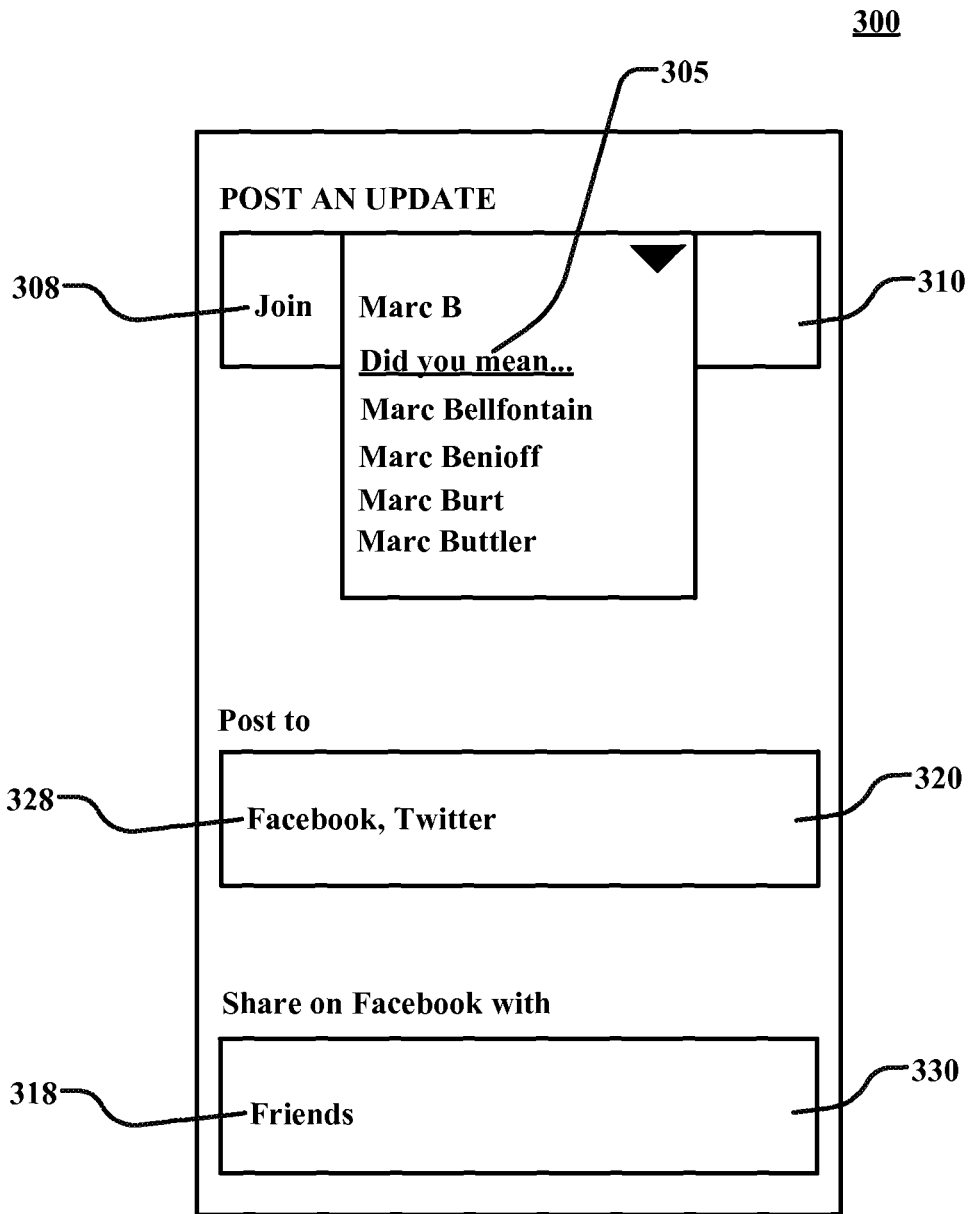 300
305
POST AN UPDATE
308
Join
Marc B
310
Did you mean...
Marc Bellfontain
Marc Benioff
Marc Burt
Marc Buttler
Post to
328
Facebook, Twitter
320
Share on Facebook with
318
Friends
330